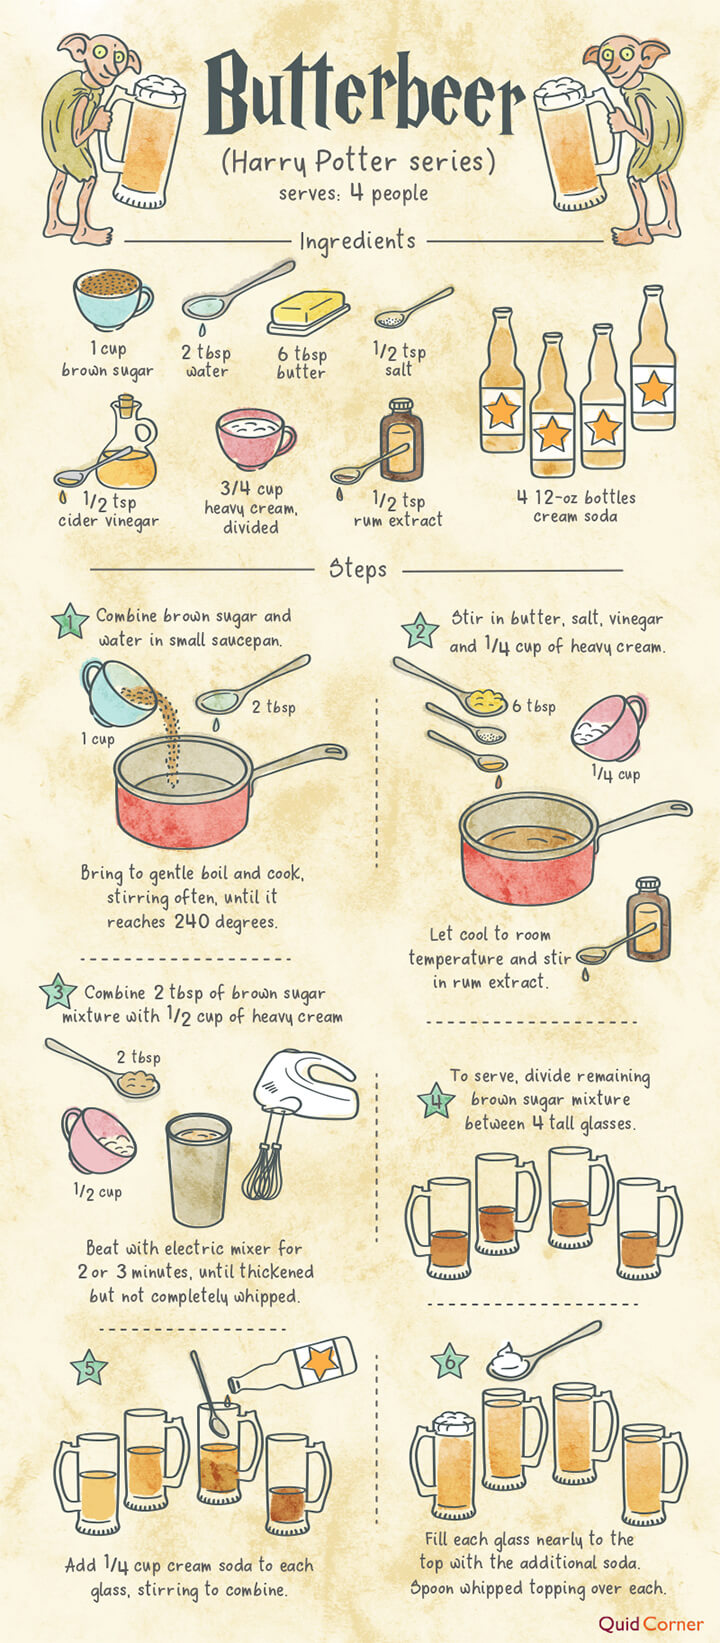 Butterbeer
(Harry Potter series)
serves: 4 people
Ingredients
1 cup
brown sugar
2 tbsp
water
6 tbsp
butter
1/2 tsp
salt
1/2 tsp
cider vinegar
3/4 cup
heavy cream,
divided
1/2 tsp
rum extract
4 12-oz bottles
cream soda
Steps
1
Combine brown sugar and
water in small saucepan.
2 tbsp
1 cup
Bring to gentle boil and cook,
stirring often, until it
reaches 240 degrees.
2
Stir in butter, salt, vinegar
and 1/4 cup of heavy cream.
6 tbsp
1/4 cup
Let cool to room
temperature and stir
in rum extract.
3
Combine 2 tbsp of brown sugar
mixture with 1/2 cup of heavy cream
2 tbsp
1/2 cup
Beat with electric mixer for
2 or 3 minutes, until thickened
but not completely whipped.
4
To serve, divide remaining
brown sugar mixture
between 4 tall glasses.
5
Add 1/4 cup cream soda to each
glass, stirring to combine.
6
Fill each glass nearly to the
top with the additional soda.
Spoon whipped topping over each.
Quid Corner